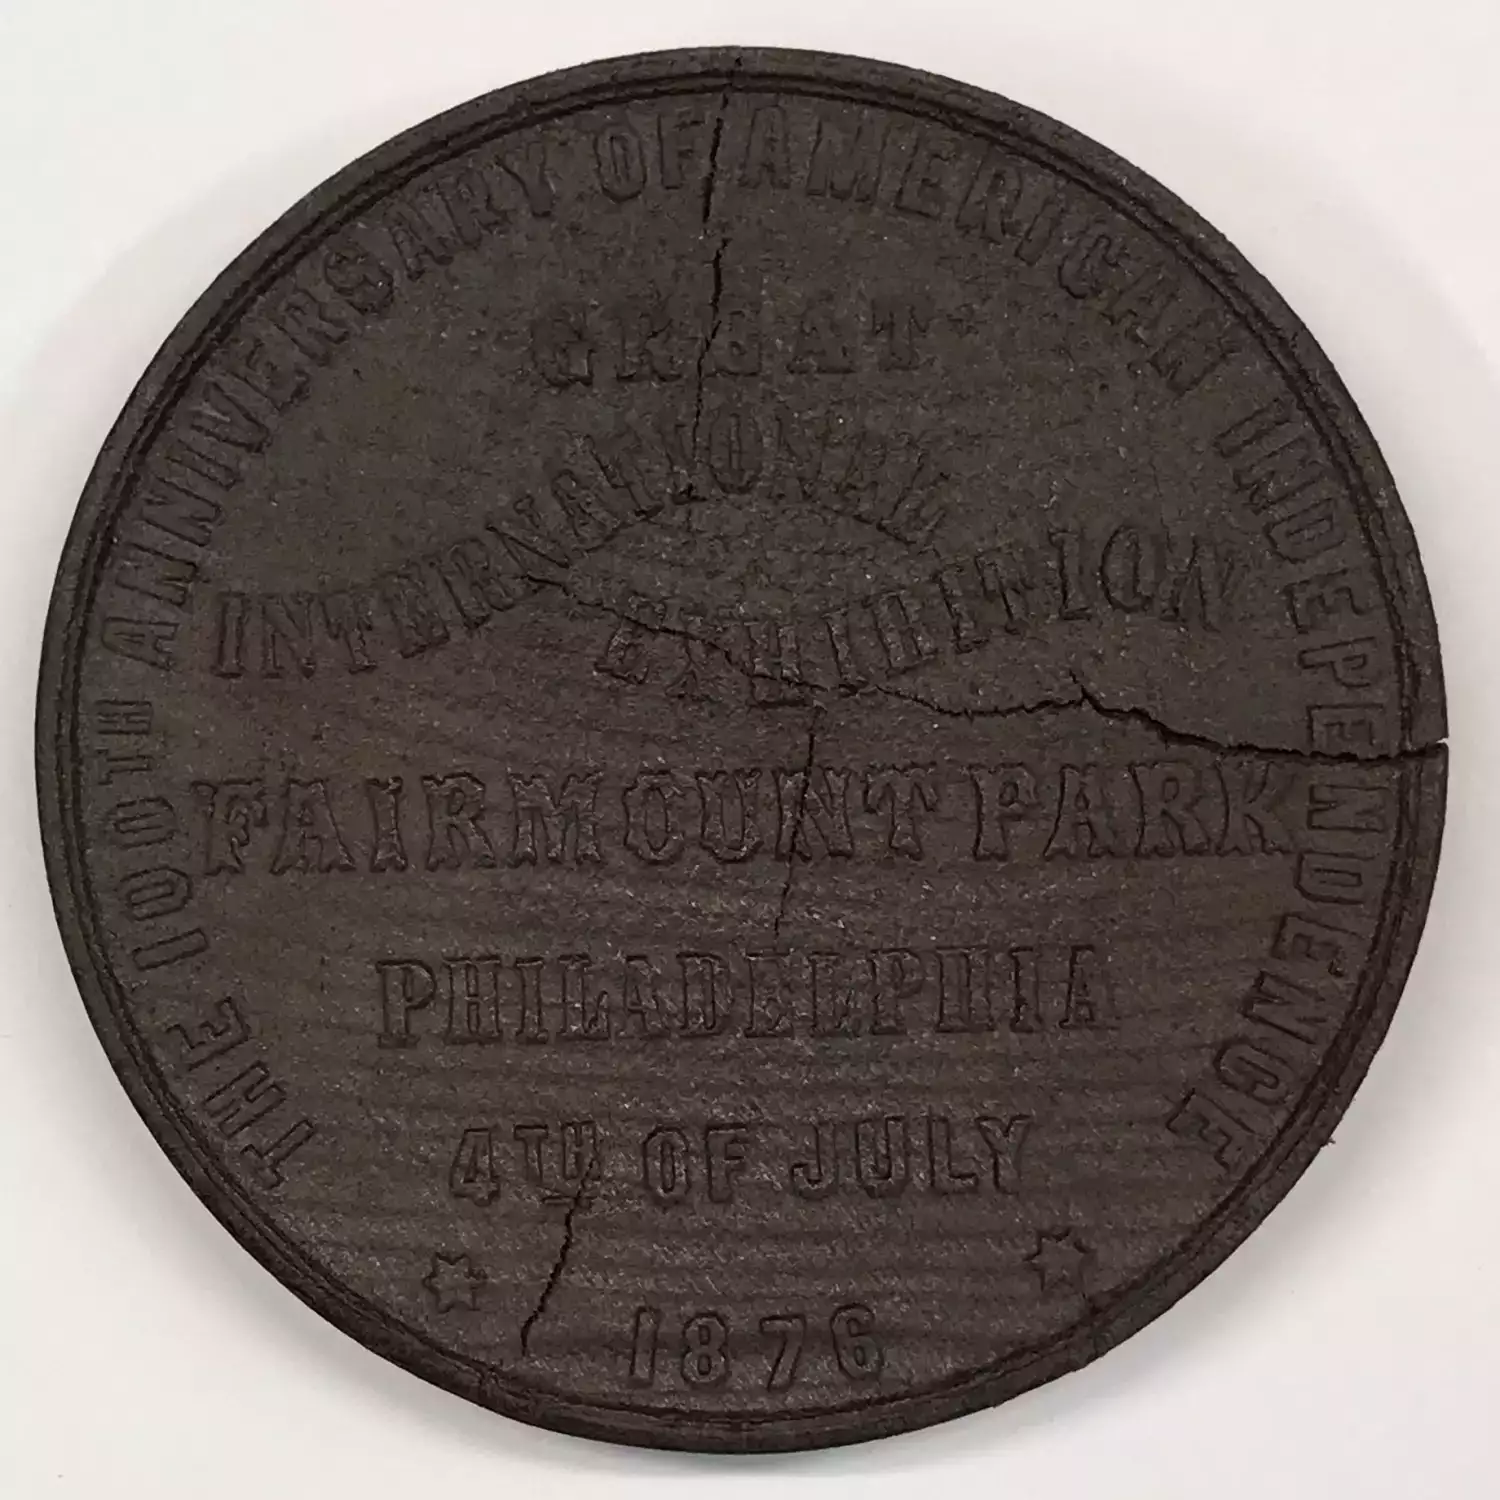 THE 100TH ANNIVERSARY OF AMERICAN INDEPENDENCE
GREAT
INTERNATIONAL
EXHIBITION
FAIRMOUNT PARK
PHILADELPHIA
4TH OF JULY
1876